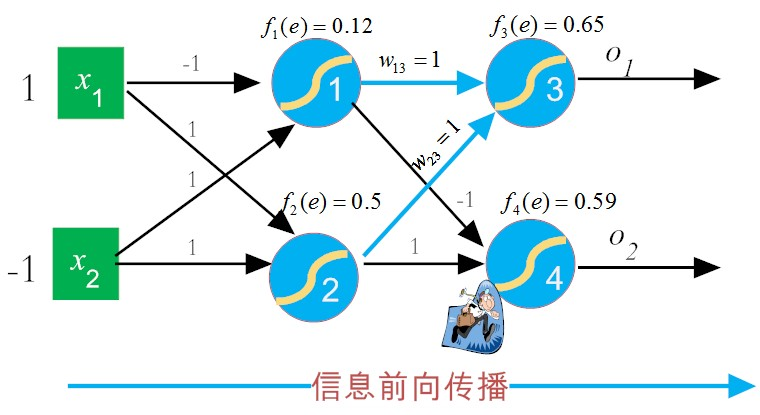 f₁(e) = 0.12
f₃(e) = 0.65
1
x₁
-1
w₁₃ = 1
1
3
o₁
1
1
w₂₃ = 1
f₂(e) = 0.5
-1
f₄(e) = 0.59
-1
x₂
1
2
1
4
o₂
信息前向传播